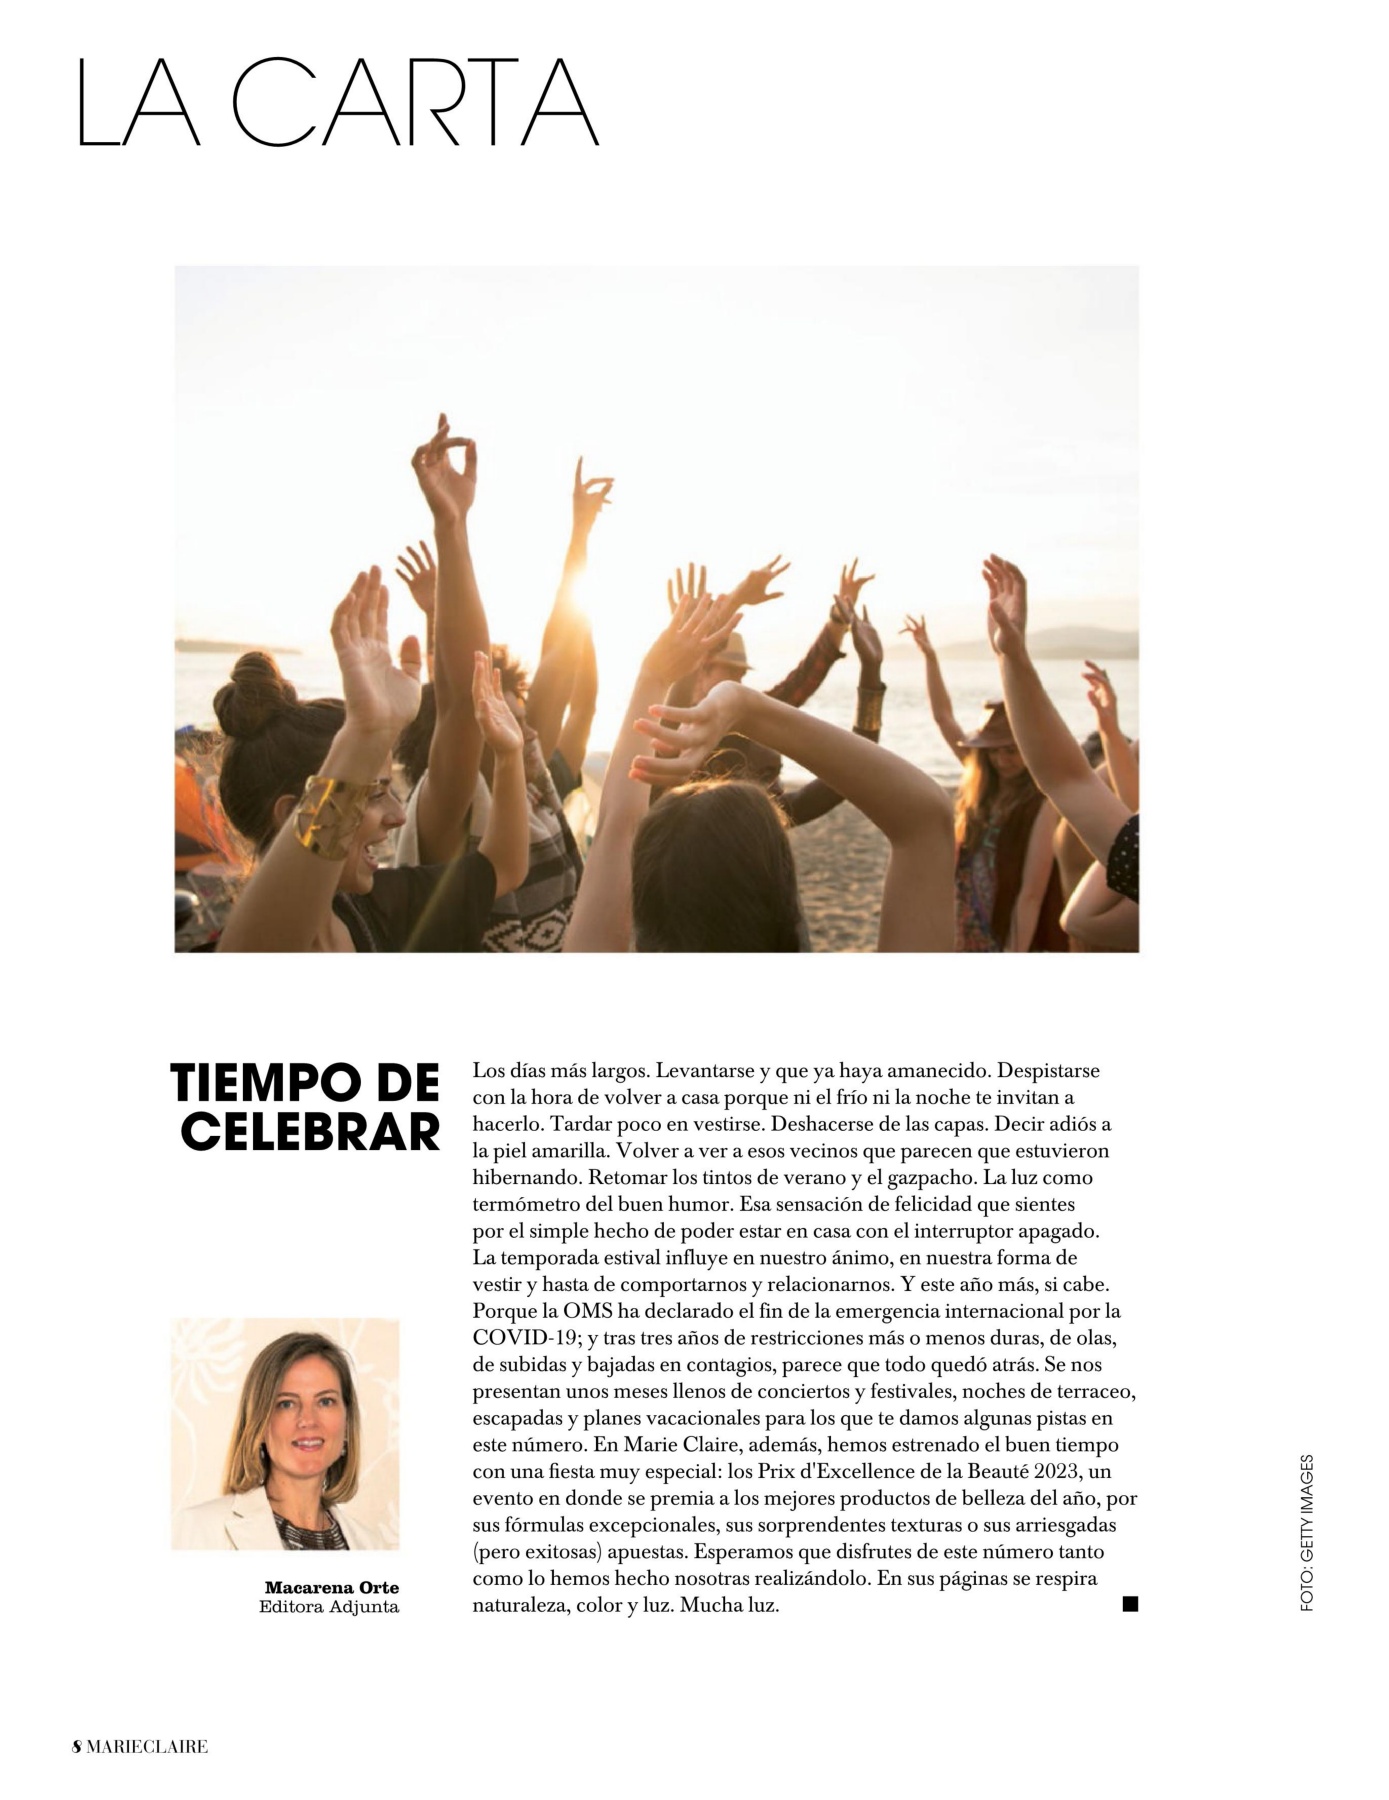 LA CARTA
TIEMPO DE
CELEBRAR
Los días más largos. Levantarse y que ya haya amanecido. Despistarse
con la hora de volver a casa porque ni el frío ni la noche te invitan a
hacerlo. Tardar poco en vestirse. Deshacerse de las capas. Decir adiós a
la piel amarilla. Volver a ver a esos vecinos que parecen que estuvieron
hibernando. Retomar los tintos de verano y el gazpacho. La luz como
termómetro del buen humor. Esa sensación de felicidad que sientes
por el simple hecho de poder estar en casa con el interruptor apagado.
La temporada estival influye en nuestro ánimo, en nuestra forma de
vestir y hasta de comportarnos y relacionarnos. Y este año más, si cabe.
Porque la OMS ha declarado el fin de la emergencia internacional por la
COVID-19; y tras tres años de restricciones más o menos duras, de olas,
de subidas y bajadas en contagios, parece que todo quedó atrás. Se nos
presentan unos meses llenos de conciertos y festivales, noches de terraceo,
escapadas y planes vacacionales para los que te damos algunas pistas en
este número. En Marie Claire, además, hemos estrenado el buen tiempo
con una fiesta muy especial: los Prix d'Excellence de la Beauté 2023, un
evento en donde se premia a los mejores productos de belleza del año, por
sus fórmulas excepcionales, sus sorprendentes texturas o sus arriesgadas
(pero exitosas) apuestas. Esperamos que disfrutes de este número tanto
como lo hemos hecho nosotras realizándolo. En sus páginas se respira
naturaleza, color y luz. Mucha luz.
Macarena Orte
Editora Adjunta
FOTO: GETTY IMAGES
8 MARIECLAIRE